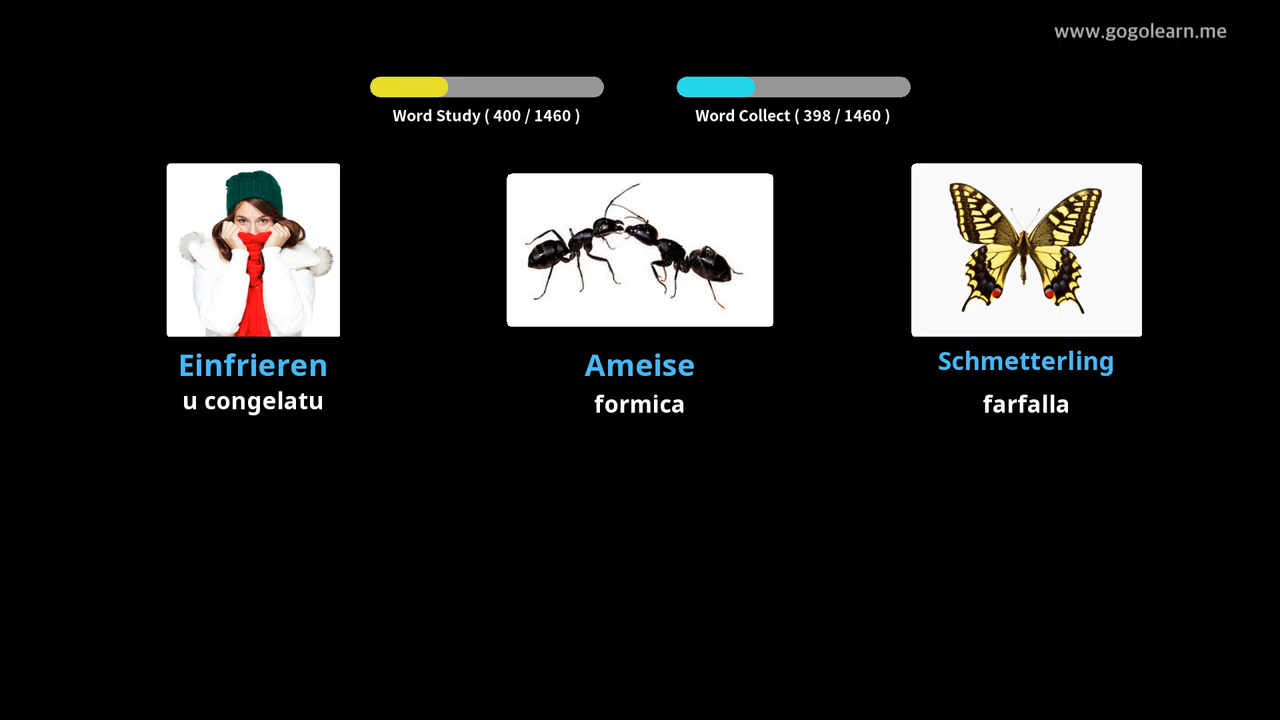 www.gogolearn.me
Word Study ( 400 / 1460 )
Word Collect ( 398 / 1460 )
Einfrieren
u congelatu
Ameise
formica
Schmetterling
farfalla